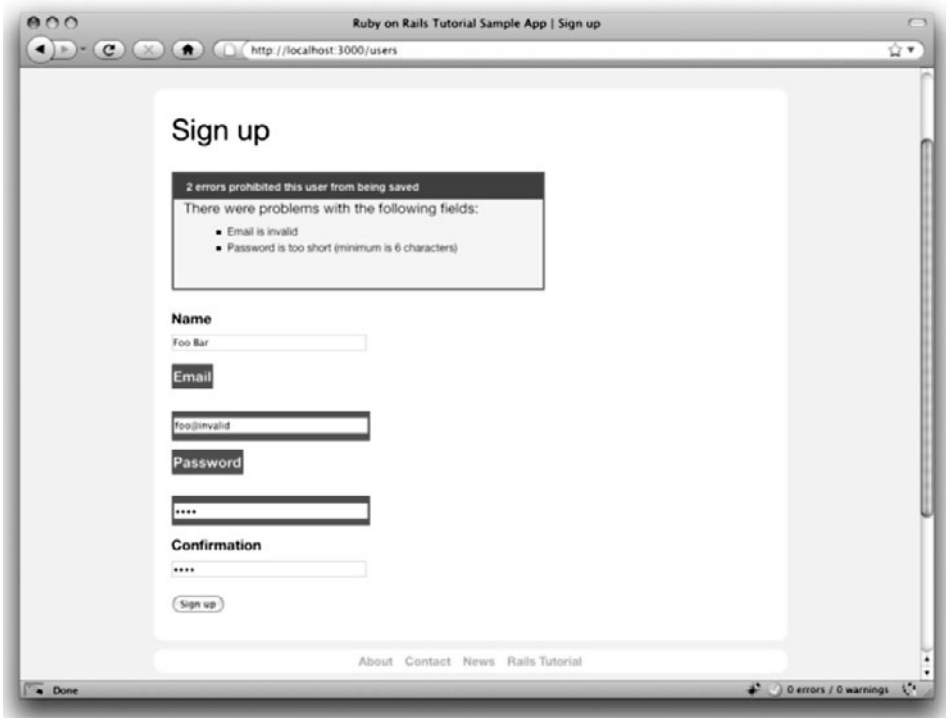 Ruby on Rails Tutorial Sample App | Sign up
http://localhost:3000/users
Sign up
2 errors prohibited this user from being saved
There were problems with the following fields:
Email is invalid
Password is too short (minimum is 6 characters)
Name
Foo Bar
Email
foo@invalid
Password
••••
Confirmation
••••
Sign up
About Contact News Rails Tutorial
Done
0 errors / 0 warnings